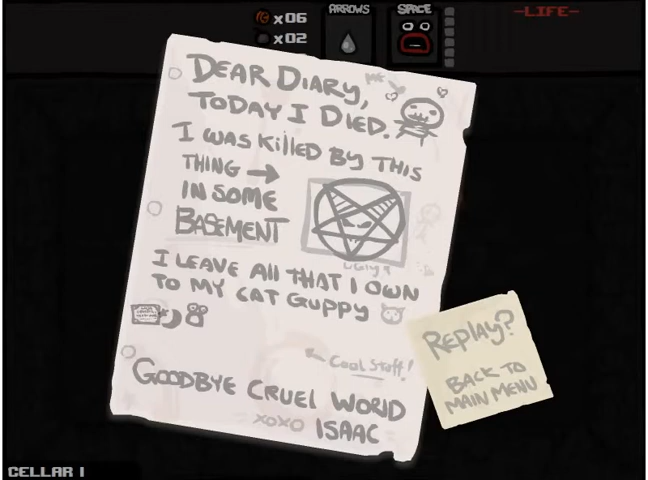 x06
x02
ARROWS
SPACE
-LIFE-
DEAR DIARY,
TODAY I DIED.
I WAS KILLED BY THIS
THING →
IN SOME
BASEMENT
UGLY
I LEAVE ALL THAT I OWN
TO MY CAT GUPPY
COOL STUFF!
GOODBYE CRUEL WORLD
XOXO ISAAC
REPLAY?
BACK TO
MAIN MENU
CELLAR I